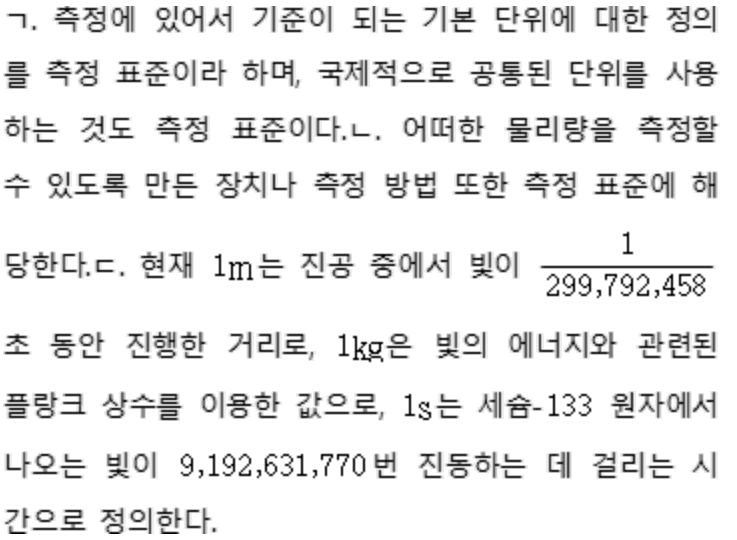 ㄱ. 측정에 있어서 기준이 되는 기본 단위에 대한 정의
를 측정 표준이라 하며, 국제적으로 공통된 단위를 사용
하는 것도 측정 표준이다.ㄴ. 어떠한 물리량을 측정할
수 있도록 만든 장치나 측정 방법 또한 측정 표준에 해
당한다.ㄷ. 현재 1m는 진공 중에서 빛이 1/299,792,458
초 동안 진행한 거리로, 1kg은 빛의 에너지와 관련된
플랑크 상수를 이용한 값으로, 1s는 세슘-133 원자에서
나오는 빛이 9,192,631,770번 진동하는 데 걸리는 시
간으로 정의한다.